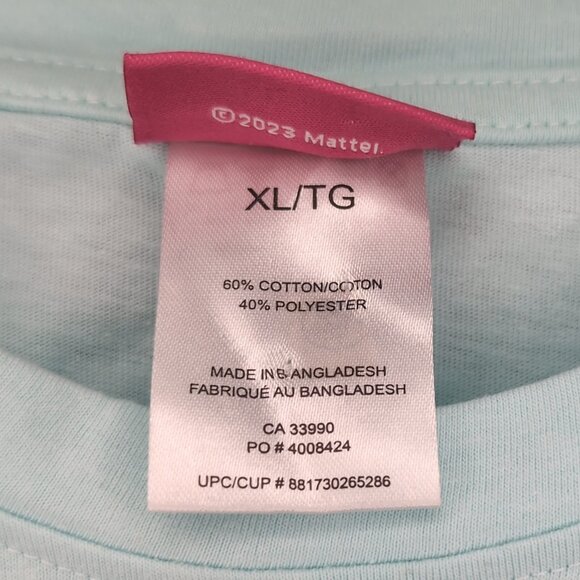 ©2023 Mattel.
XL/TG
60% COTTON/COTON
40% POLYESTER
MADE IN BANGLADESH
FABRIQUÉ AU BANGLADESH
CA 33990
PO # 4008424
UPC/CUP # 881730265286